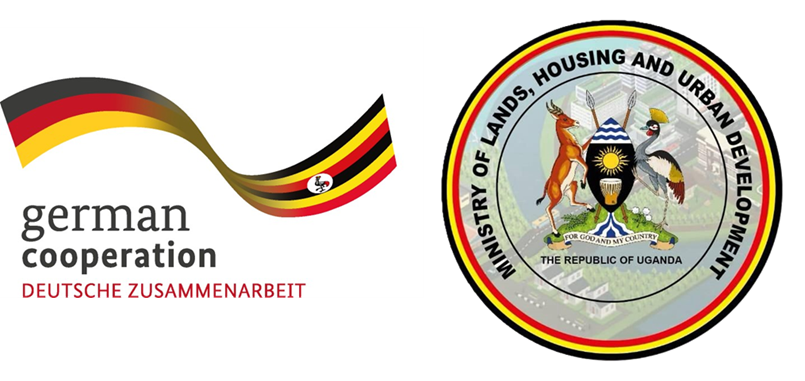 german
cooperation
DEUTSCHE ZUSAMMENARBEIT
MINISTRY OF LANDS, HOUSING AND URBAN DEVELOPMENT
FOR GOD AND MY COUNTRY
THE REPUBLIC OF UGANDA